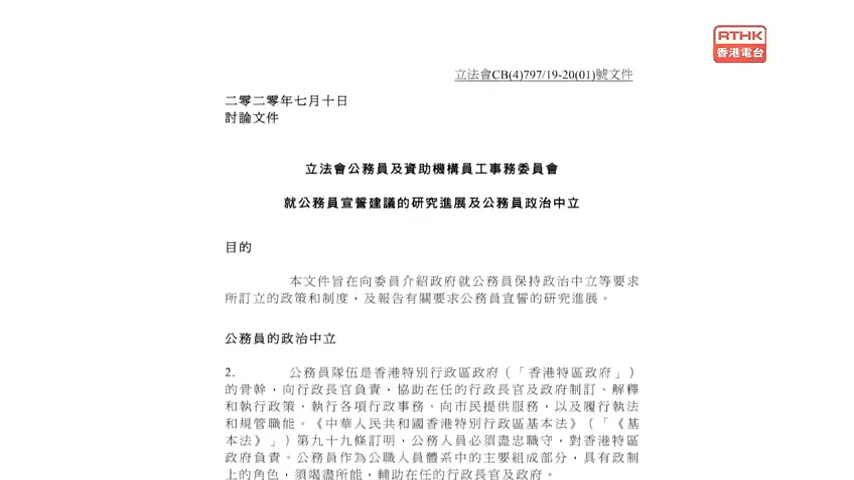 RTHK
香港電台
立法會CB(4)797/19-20(01)號文件
二零二零年七月十日
討論文件
立法會公務員及資助機構員工事務委員會
就公務員宣誓建議的研究進展及公務員政治中立
目的
本文件旨在向委員介紹政府就公務員保持政治中立等要求
所訂立的政策和制度，及報告有關要求公務員宣誓的研究進展。
公務員的政治中立
2. 公務員隊伍是香港特別行政區政府（「香港特區政府」）
的骨幹，向行政長官負責，協助在任的行政長官及政府制訂、解釋
和執行政策，執行各項行政事務，向市民提供服務，以及履行執法
和規管職能。《中華人民共和國香港特別行政區基本法》（「《基
本法》」）第九十九條訂明，公務人員必須盡忠職守，對香港特區
政府負責。公務員作為公職人員體系中的主要組成部分，具有政制
上的角色，須竭盡所能，輔助在任的行政長官及政府。